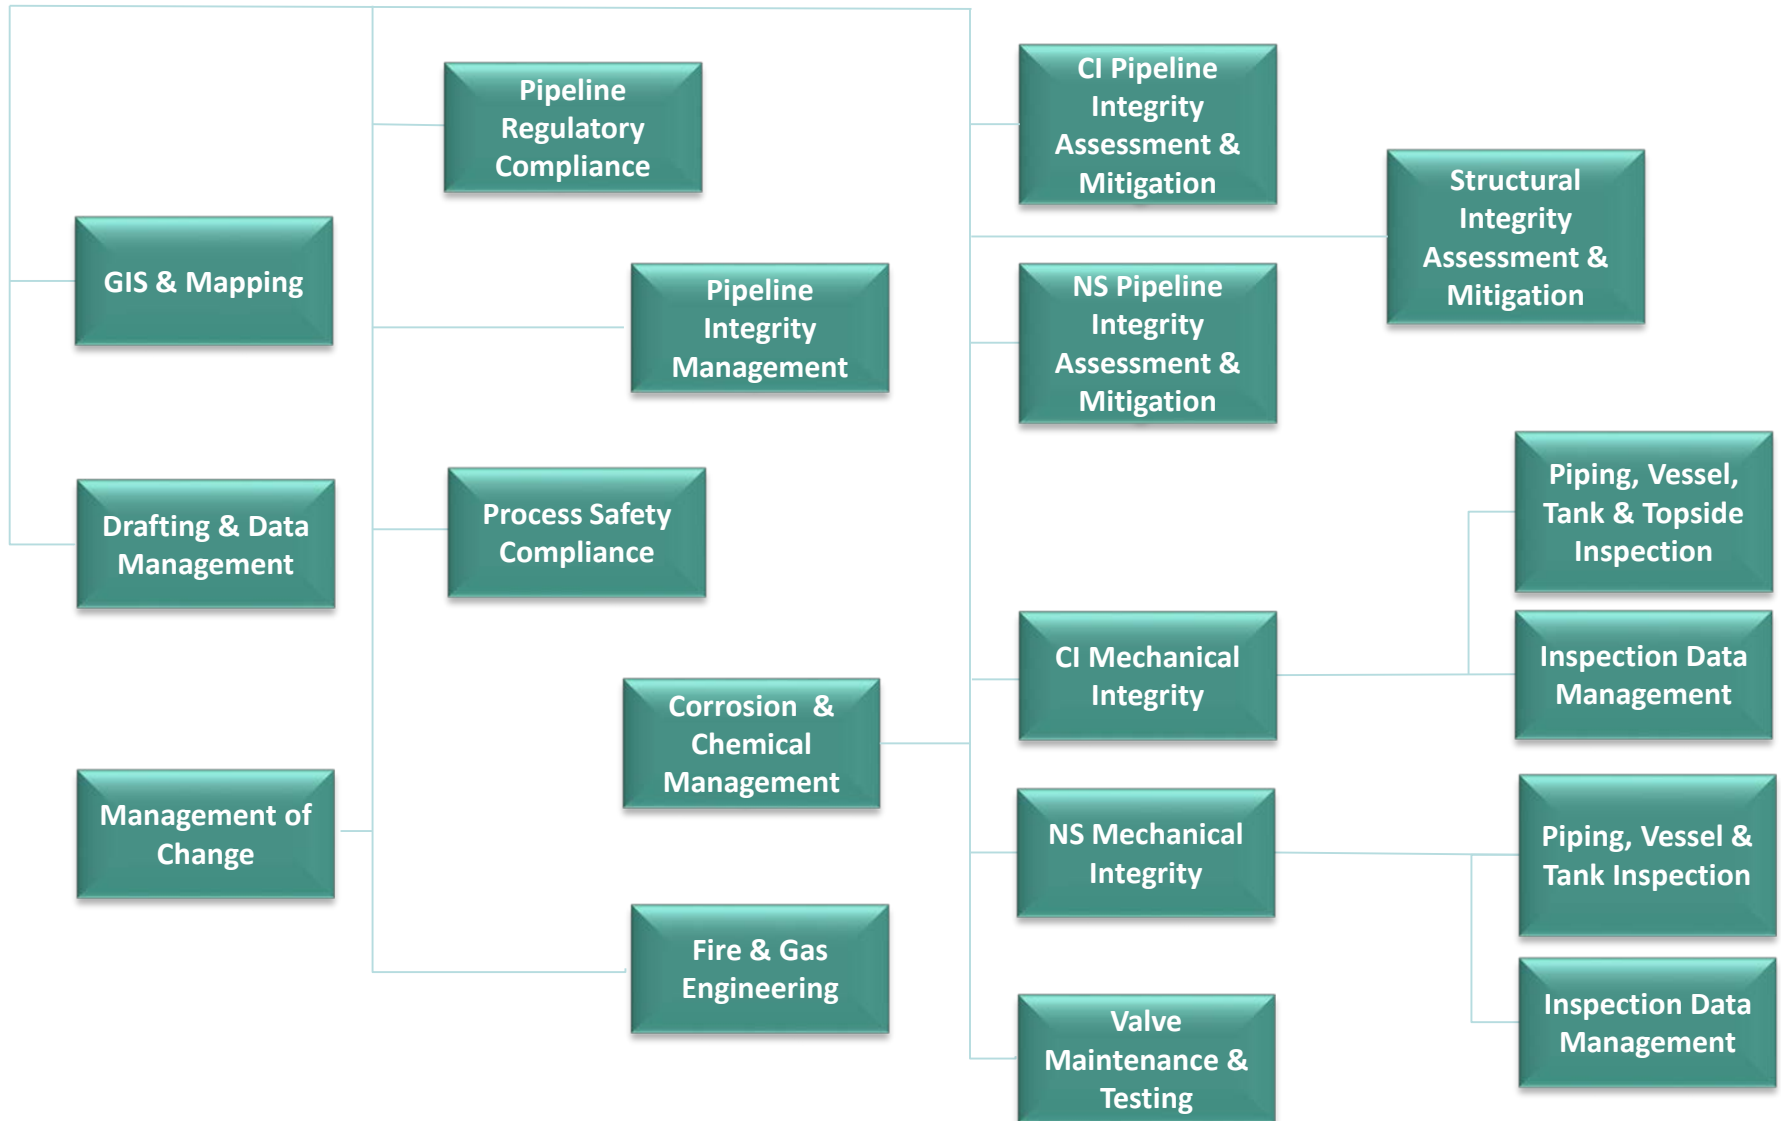 GIS & Mapping
Drafting & Data
Management
Management of
Change
Pipeline
Regulatory
Compliance
Pipeline
Integrity
Management
Process Safety
Compliance
Corrosion  &
Chemical
Management
Fire & Gas
Engineering
CI Pipeline
Integrity
Assessment &
Mitigation
Structural
Integrity
Assessment &
Mitigation
NS Pipeline
Integrity
Assessment &
Mitigation
CI Mechanical
Integrity
Piping, Vessel,
Tank & Topside
Inspection
Inspection Data
Management
NS Mechanical
Integrity
Piping, Vessel &
Tank Inspection
Inspection Data
Management
Valve
Maintenance &
Testing